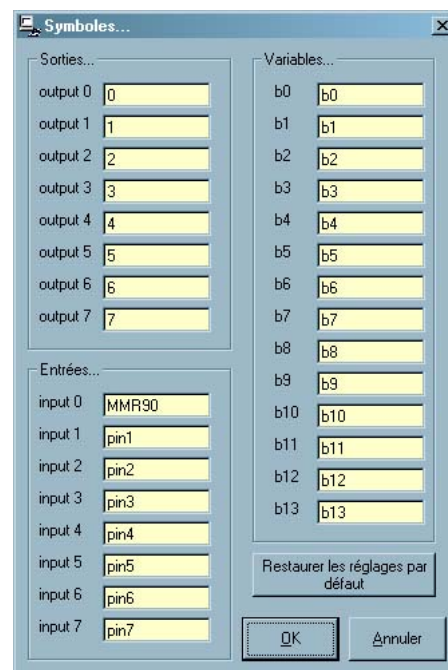 Symboles...
Sorties...
output 0 0
output 1 1
output 2 2
output 3 3
output 4 4
output 5 5
output 6 6
output 7 7
Entrées...
input 0 MMR90
input 1 pin1
input 2 pin2
input 3 pin3
input 4 pin4
input 5 pin5
input 6 pin6
input 7 pin7
Variables...
b0 b0
b1 b1
b2 b2
b3 b3
b4 b4
b5 b5
b6 b6
b7 b7
b8 b8
b9 b9
b10 b10
b11 b11
b12 b12
b13 b13
Restaurer les réglages par
défaut
OK Annuler